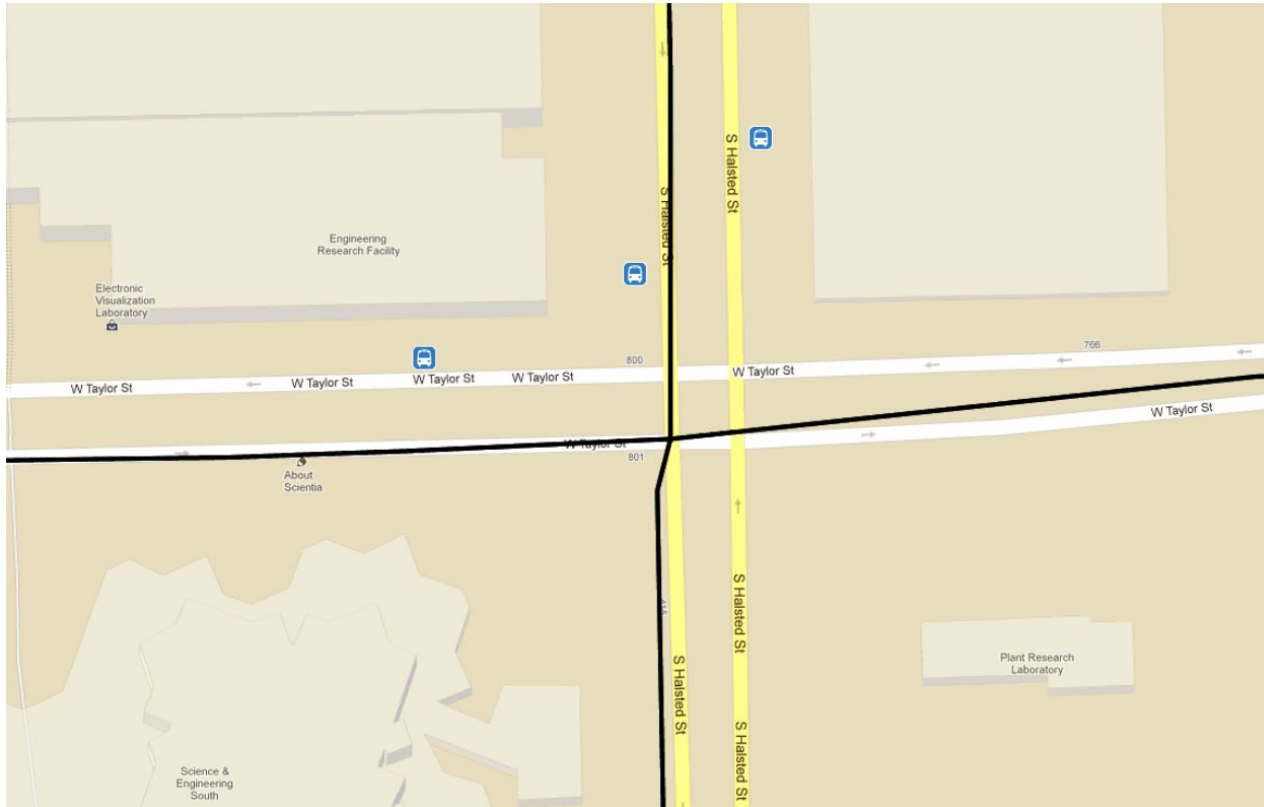 S Halsted St
S Halsted St
Engineering
Research Facility
Electronic
Visualization
Laboratory
800
766
W Taylor St
W Taylor St
W Taylor St
W Taylor St
W Taylor St
W Taylor St
W Taylor St
801
About
Scientia
S Halsted St
S Halsted St
S Halsted St
Plant Research
Laboratory
Science &
Engineering
South